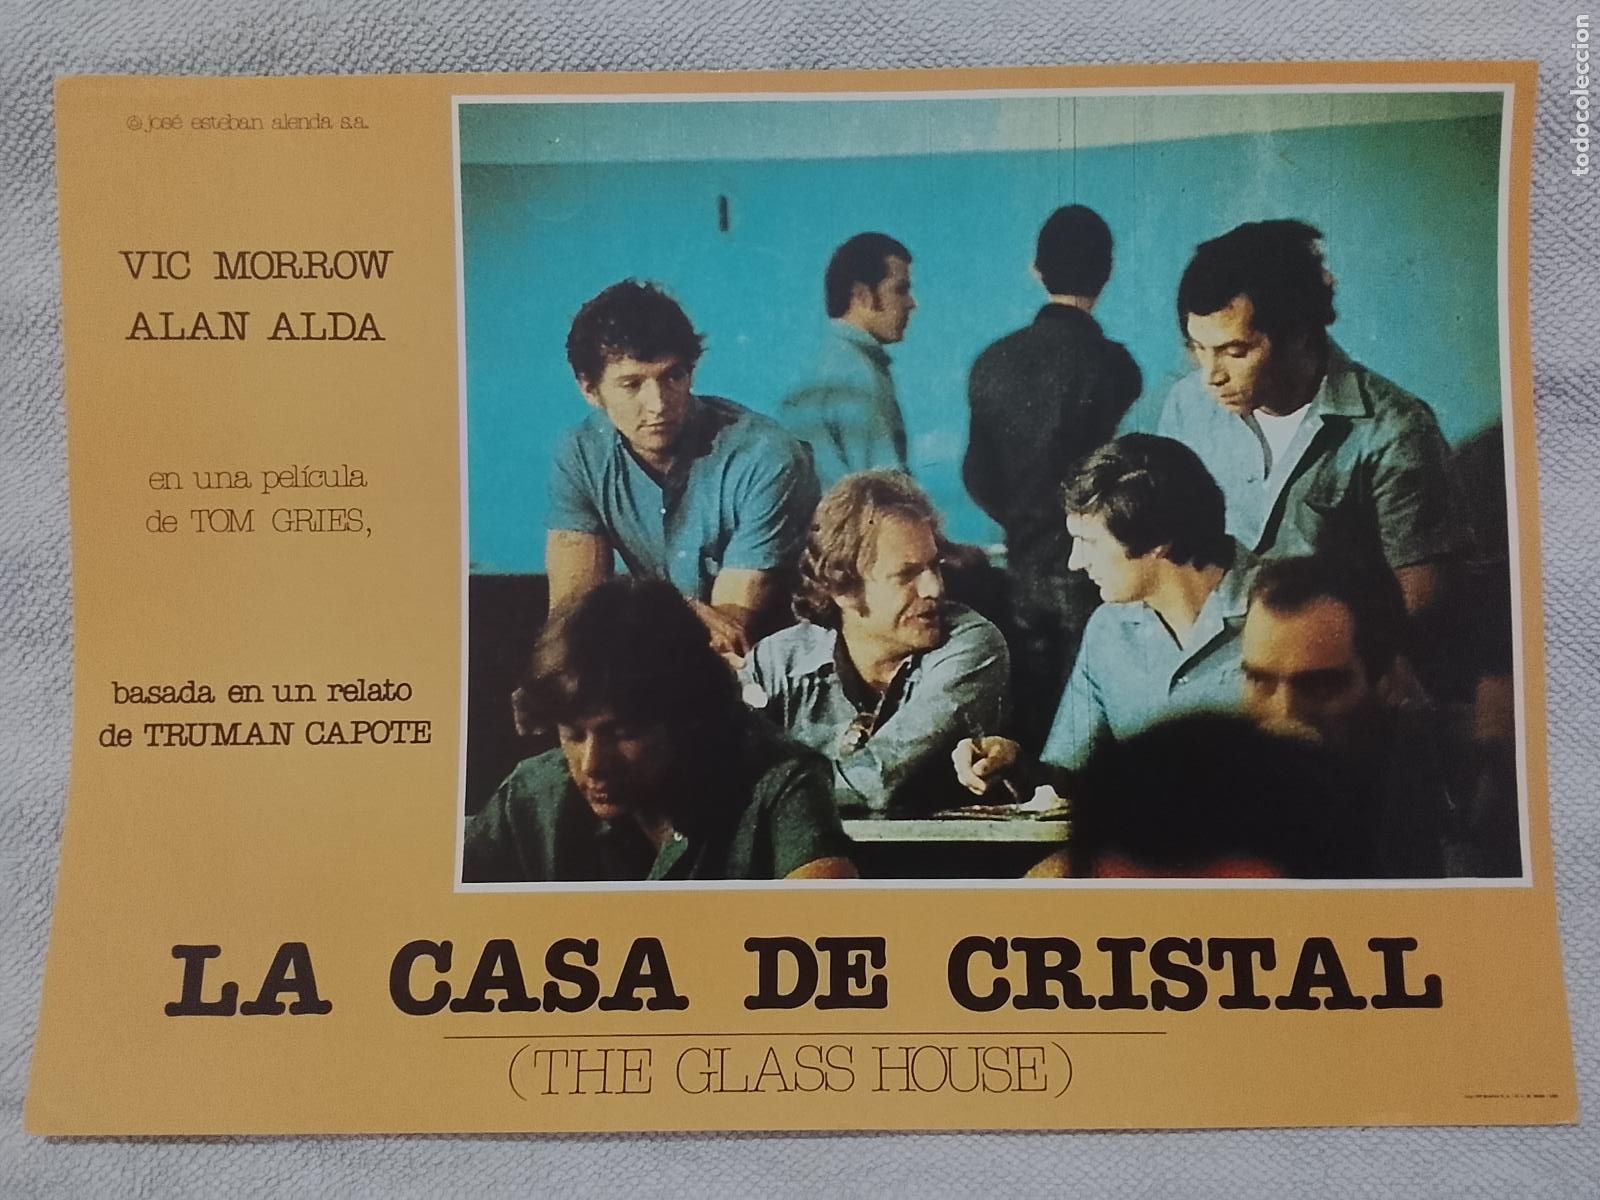 © josé esteban alenda s.a.
VIC MORROW
ALAN ALDA
en una película
de TOM GRIES,
basada en un relato
de TRUMAN CAPOTE
LA CASA DE CRISTAL
(THE GLASS HOUSE)
todocoleccion